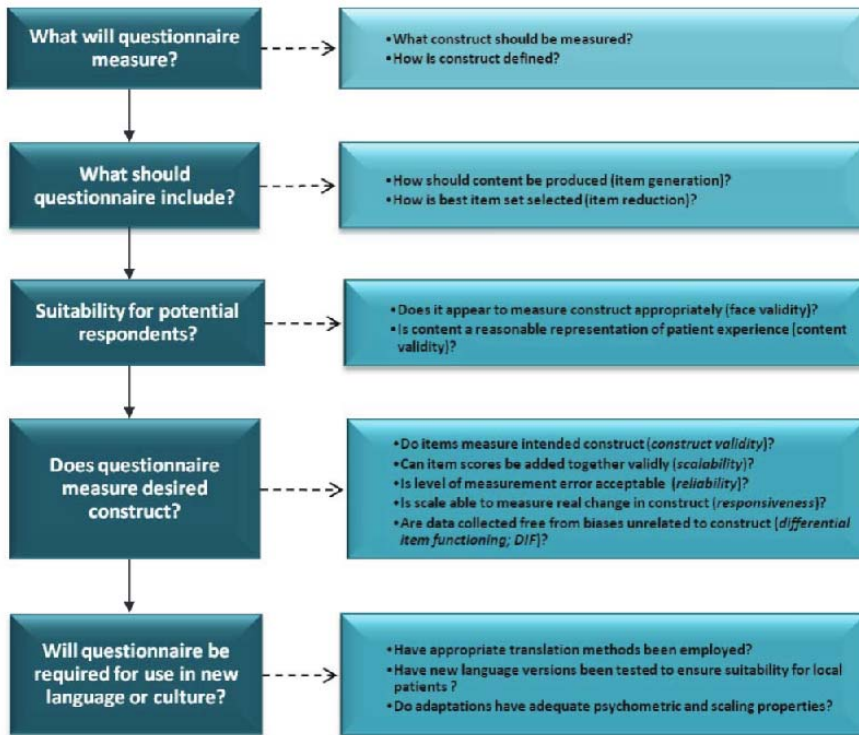 What will questionnaire
measure?
•What construct should be measured?
•How is construct defined?
What should
questionnaire include?
•How should content be produced (item generation)?
•How is best item set selected (item reduction)?
Suitability for potential
respondents?
•Does it appear to measure construct appropriately (face validity)?
•Is content a reasonable representation of patient experience (content
validity)?
Does questionnaire
measure desired
construct?
•Do items measure intended construct (construct validity)?
•Can item scores be added together validly (scalability)?
•Is level of measurement error acceptable (reliability)?
•Is scale able to measure real change in construct (responsiveness)?
•Are data collected free from biases unrelated to construct (differential
item functioning; DIF)?
Will questionnaire be
required for use in new
language or culture?
•Have appropriate translation methods been employed?
•Have new language versions been tested to ensure suitability for local
patients ?
•Do adaptations have adequate psychometric and scaling properties?